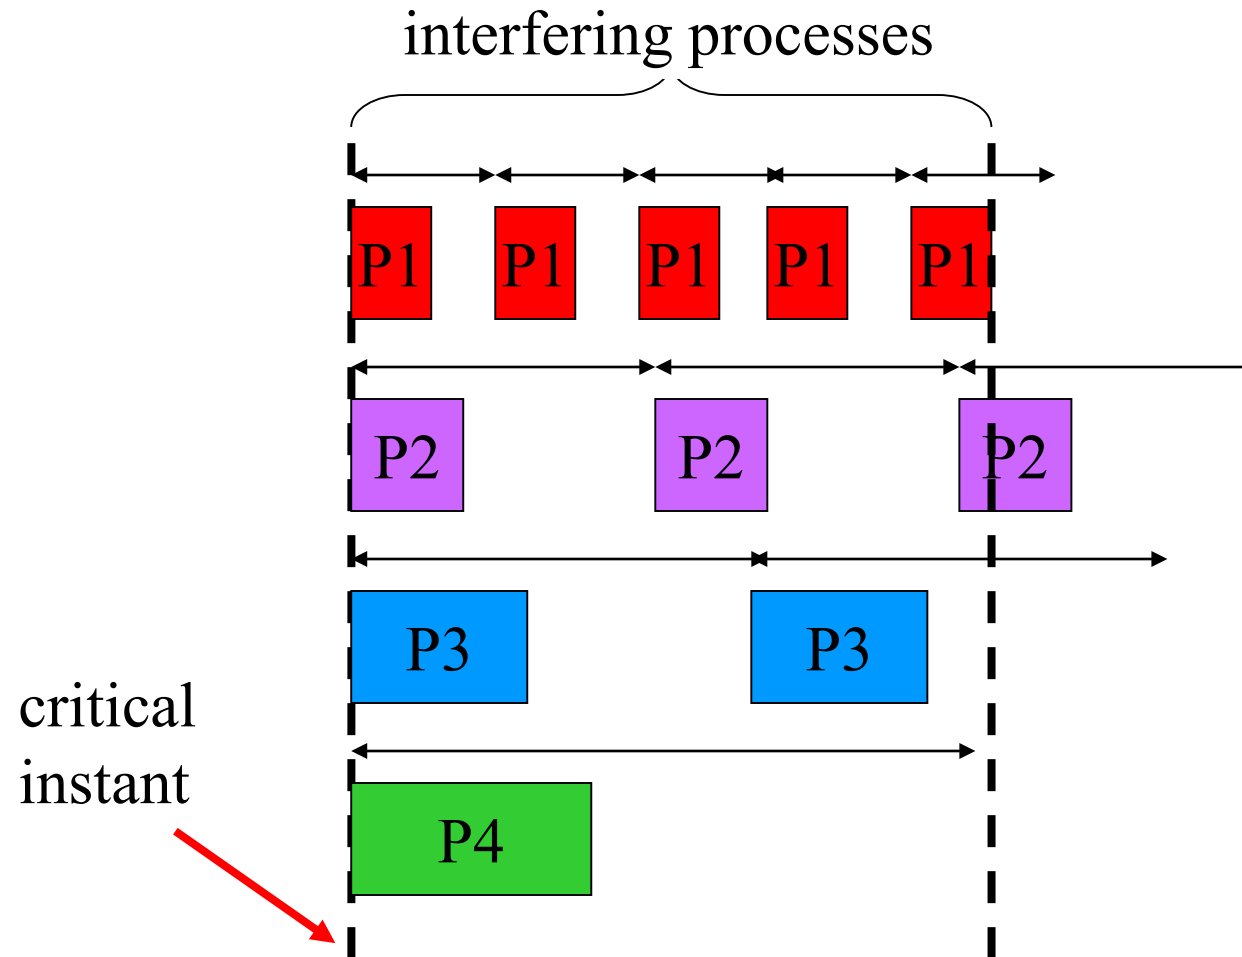 interfering processes
P1 P1 P1 P1 P1
P2 P2 P2
P3 P3
critical
instant
P4